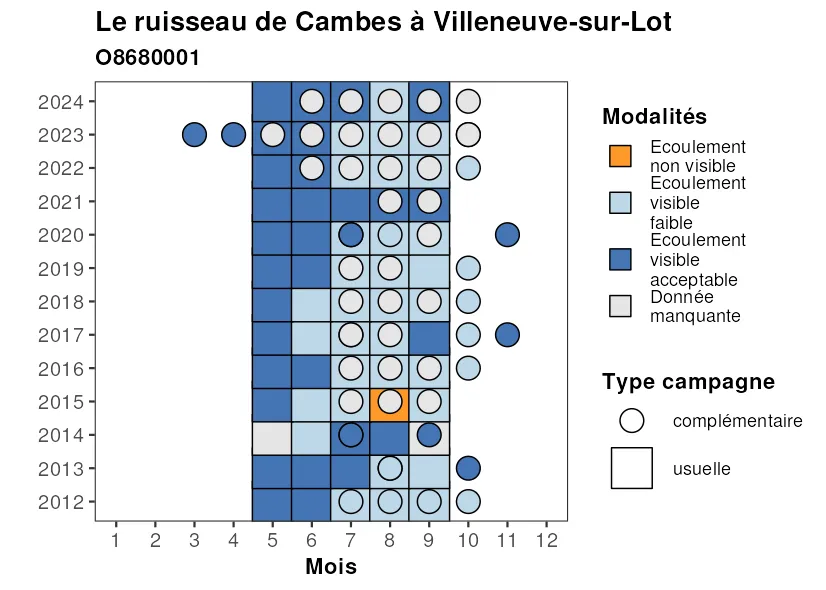 Le ruisseau de Cambes à Villeneuve-sur-Lot
O8680001
2024
2023
2022
2021
2020
2019
2018
2017
2016
2015
2014
2013
2012
1 2 3 4 5 6 7 8 9 10 11 12
Mois
Modalités
Ecoulement
non visible
Ecoulement
visible
faible
Ecoulement
visible
acceptable
Donnée
manquante
Type campagne
complémentaire
usuelle